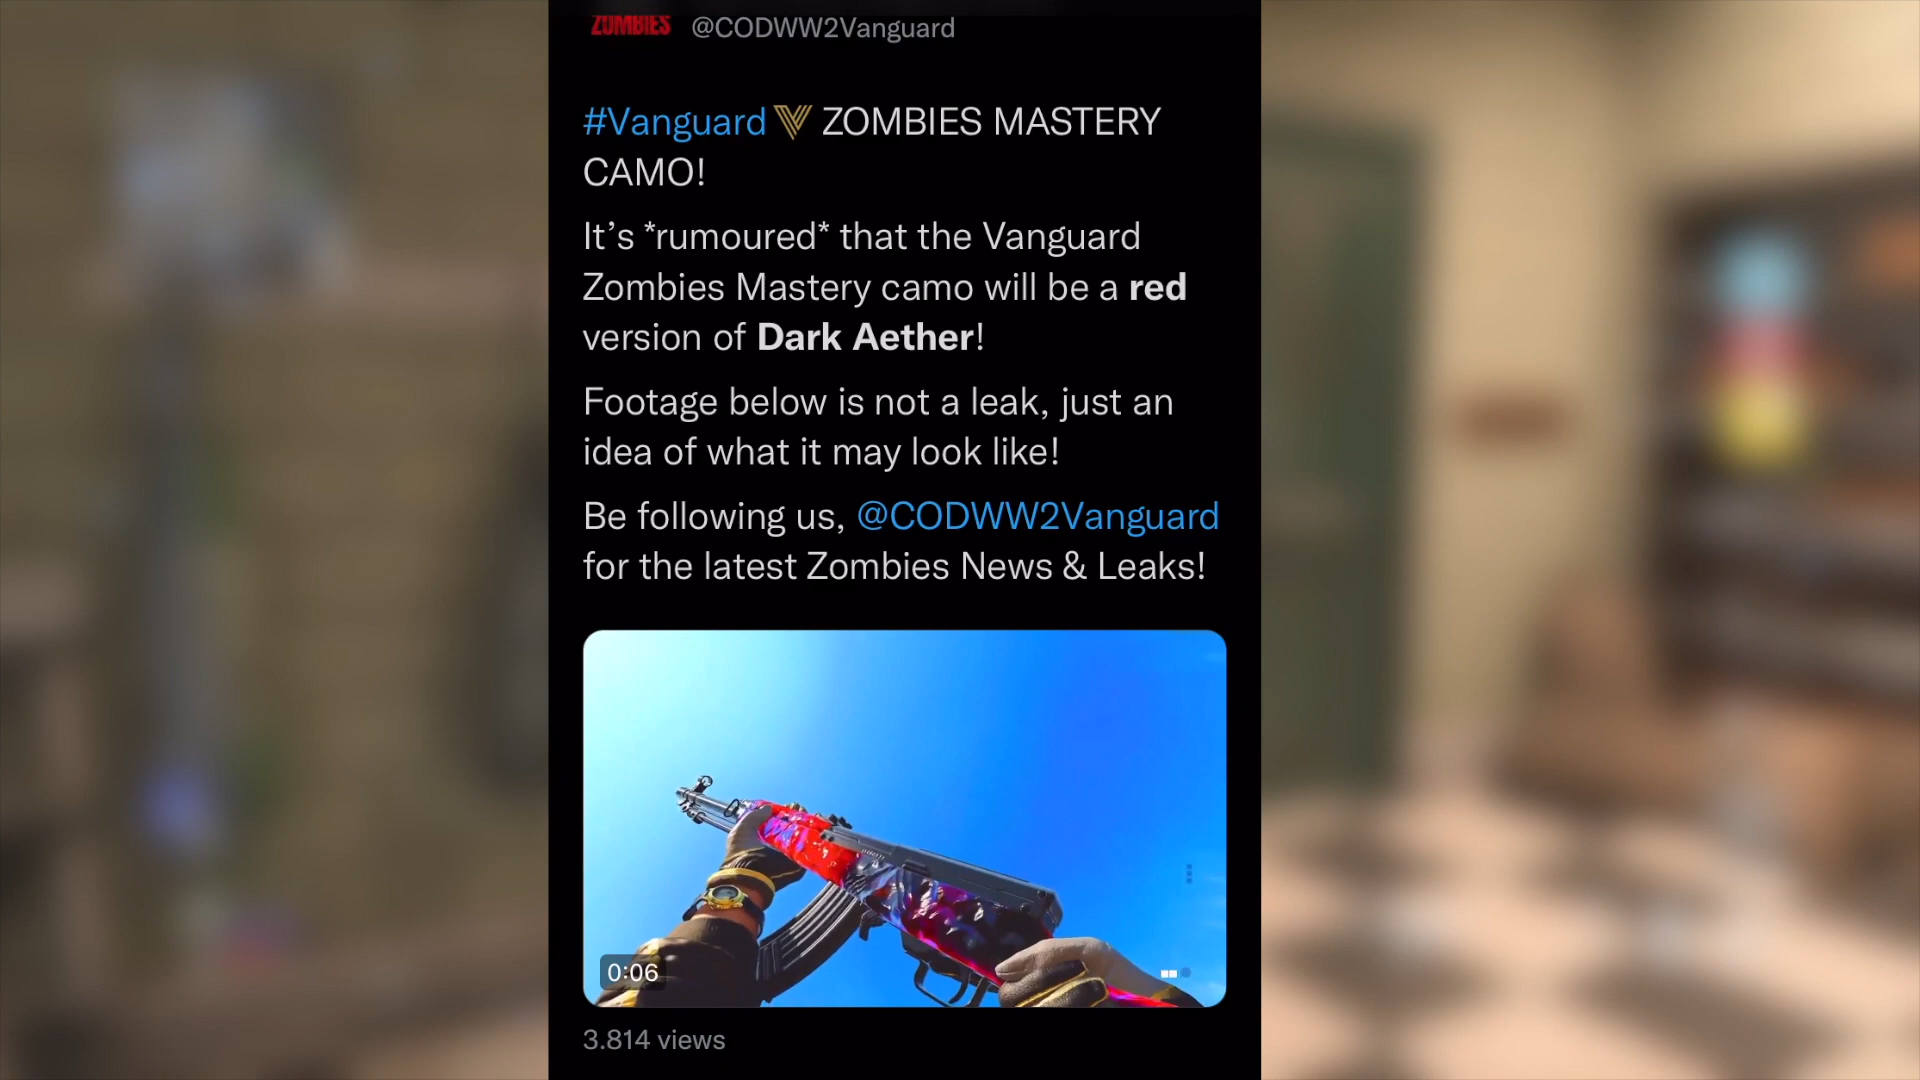 ZOMBIES @CODWW2Vanguard
#Vanguard ZOMBIES MASTERY
CAMO!
It’s *rumoured* that the Vanguard
Zombies Mastery camo will be a red
version of Dark Aether!
Footage below is not a leak, just an
idea of what it may look like!
Be following us, @CODWW2Vanguard
for the latest Zombies News & Leaks!
0:06
3.814 views